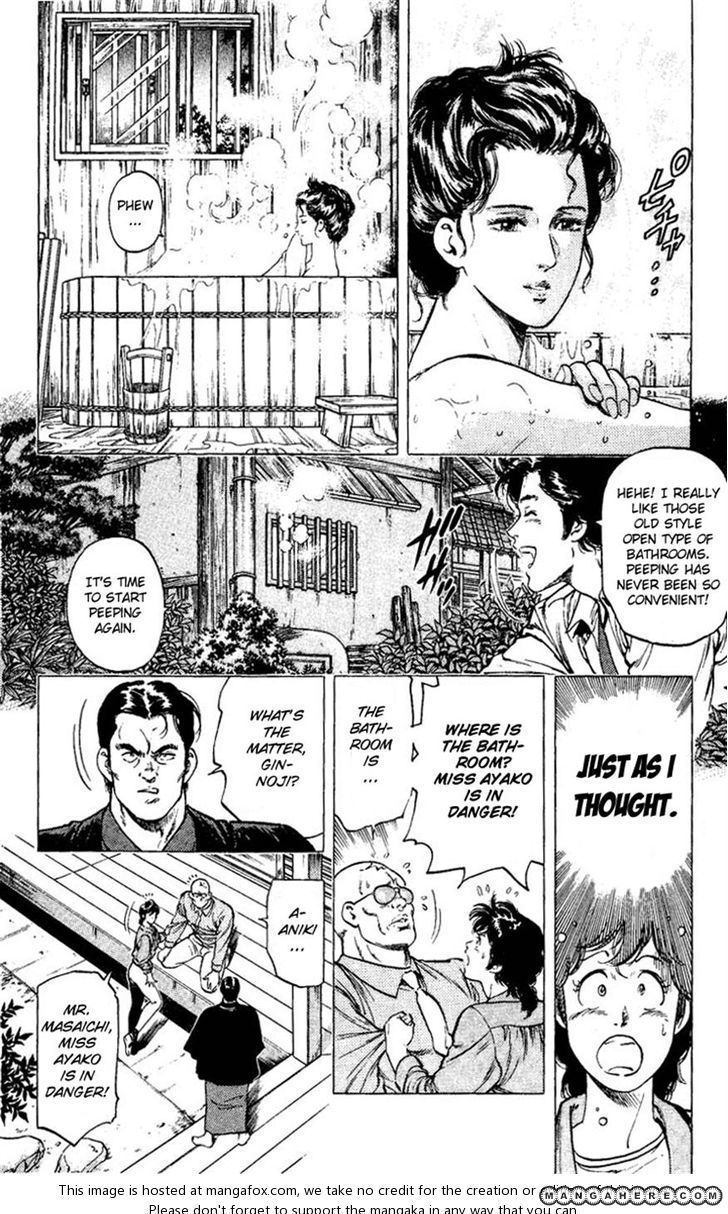 ピチャ
...
PHEW
...
HEHE! I REALLY
LIKE THOSE
OLD STYLE
OPEN TYPE OF
BATHROOMS.
PEEPING HAS
NEVER BEEN SO
CONVENIENT!
IT'S TIME
TO START
PEEPING
AGAIN.
JUST AS I
THOUGHT.
WHERE IS
THE BATH-
ROOM?
MISS AYAKO
IS IN
DANGER!
THE
BATH-
ROOM
IS
...
WHAT'S
THE
MATTER,
GIN-
NOJI?
A-
ANIKI
...
MR.
MASAICHI,
MISS
AYAKO
IS IN
DANGER!
This image is hosted at mangafox.com, we take no credit for the creation or
MANGAHERE.COM
Please don't forget to support the mangaka in any way that you can